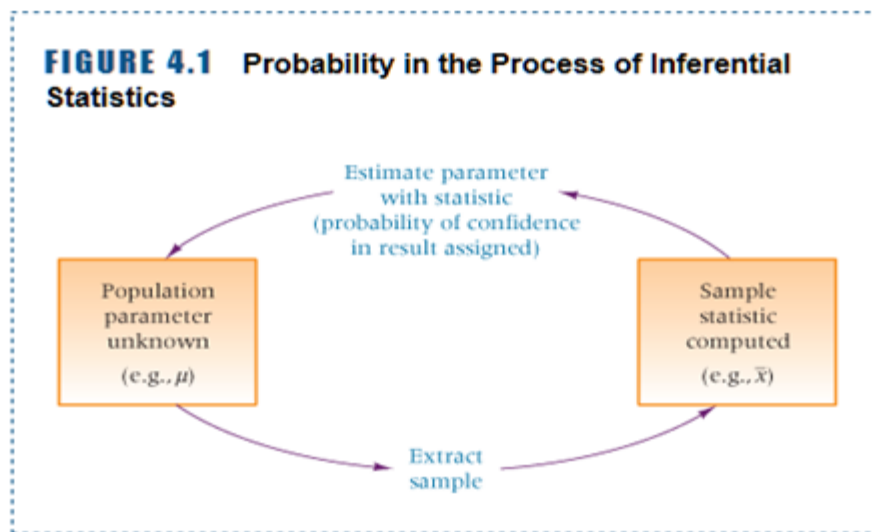 FIGURE 4.1 Probability in the Process of Inferential
Statistics
Estimate parameter
with statistic
(probability of confidence
in result assigned)
Population
parameter
unknown
(e.g., μ)
Sample
statistic
computed
(e.g., x̄)
Extract
sample